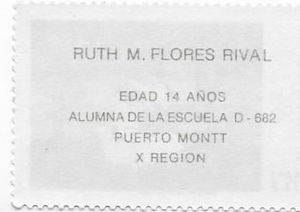 RUTH M. FLORES RIVAL
EDAD 14 AÑOS
ALUMNA DE LA ESCUELA D - 682
PUERTO MONTT
X REGION